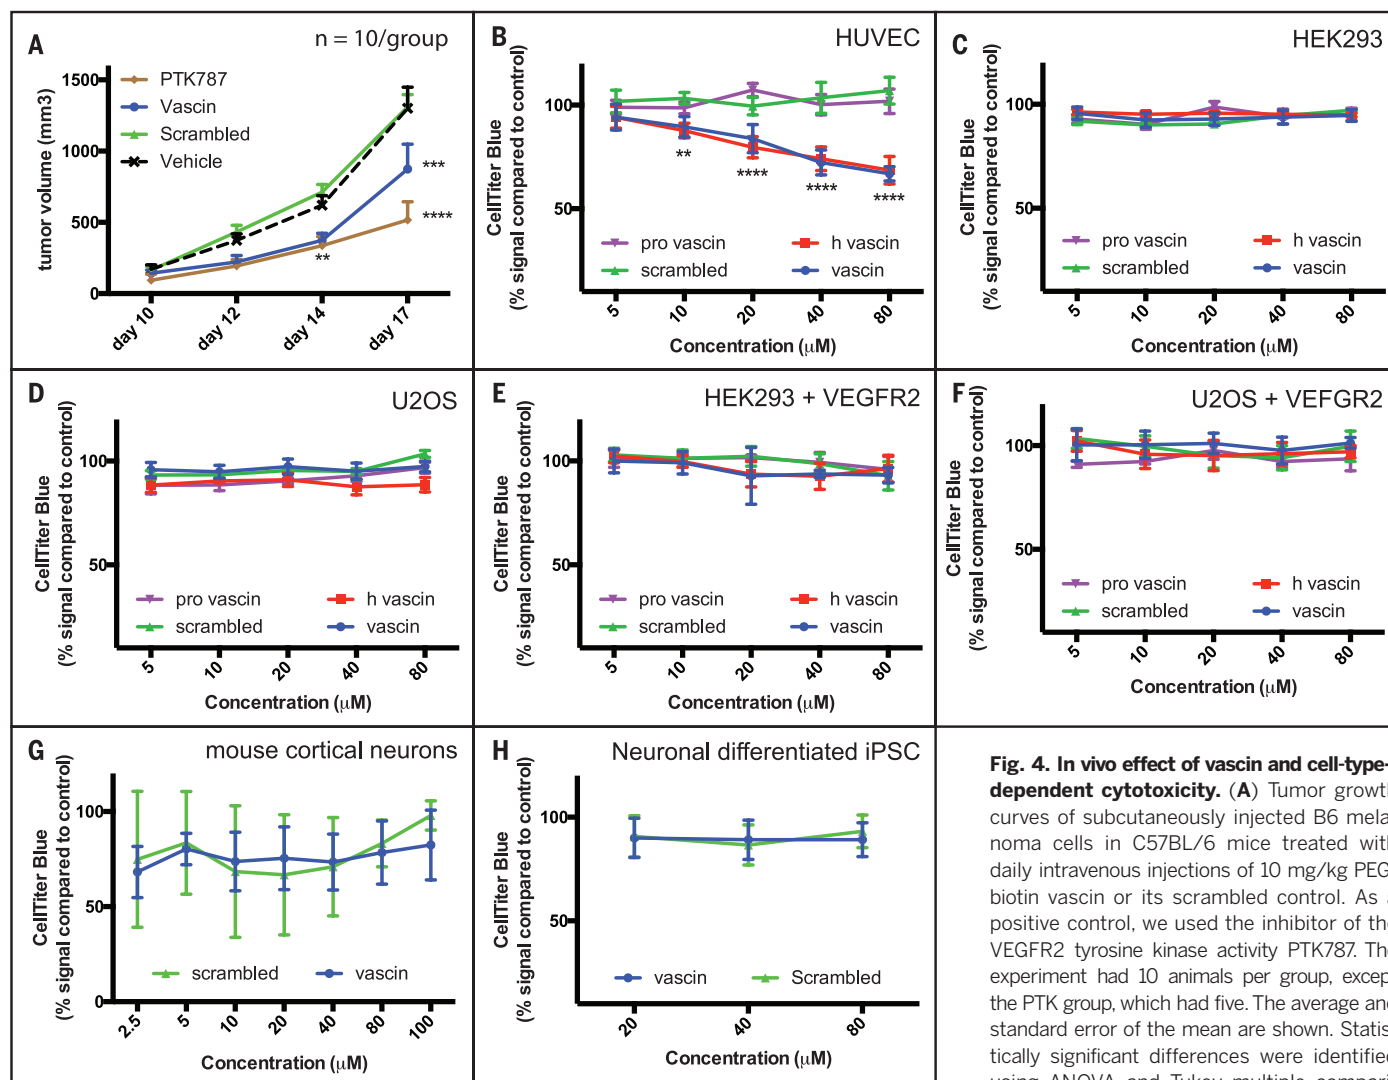 A
n = 10/group
PTK787
Vascin
Scrambled
Vehicle
tumor volume (mm3)
1500
1000
500
0
***
****
**
day 10
day 12
day 14
day 17
B
HUVEC
CellTiter Blue
(% signal compared to control)
100
50
**
****
****
****
pro vascin
h vascin
scrambled
vascin
5
10
20
40
80
Concentration (µM)
C
HEK293
CellTiter Blue
(% signal compared to control)
100
50
pro vascin
h vascin
scrambled
vascin
5
10
20
40
80
Concentration (µM)
D
U2OS
CellTiter Blue
(% signal compared to control)
100
50
pro vascin
h vascin
scrambled
vascin
5
10
20
40
80
Concentration (µM)
E
HEK293 + VEGFR2
CellTiter Blue
(% signal compared to control)
100
50
pro vascin
h vascin
scrambled
vascin
5
10
20
40
80
Concentration (µM)
F
U2OS + VEFGR2
CellTiter Blue
(% signal compared to control)
100
50
pro vascin
h vascin
scrambled
vascin
5
10
20
40
80
Concentration (µM)
G
mouse cortical neurons
CellTiter Blue
(% signal compared to control)
100
50
0
scrambled
vascin
2.5
5
10
20
40
80
100
Concentration (µM)
H
Neuronal differentiated iPSC
CellTiter Blue
(% signal compared to control)
100
50
vascin
Scrambled
20
40
80
Concentration (µM)
Fig. 4. In vivo effect of vascin and cell-type-
dependent cytotoxicity. (A) Tumor growth
curves of subcutaneously injected B6 mela
noma cells in C57BL/6 mice treated with
daily intravenous injections of 10 mg/kg PEG
biotin vascin or its scrambled control. As
positive control, we used the inhibitor of the
VEGFR2 tyrosine kinase activity PTK787. The
experiment had 10 animals per group, except
the PTK group, which had five. The average and
standard error of the mean are shown. Statis
tically significant differences were identified
using ANOVA and Tukey multiple compari